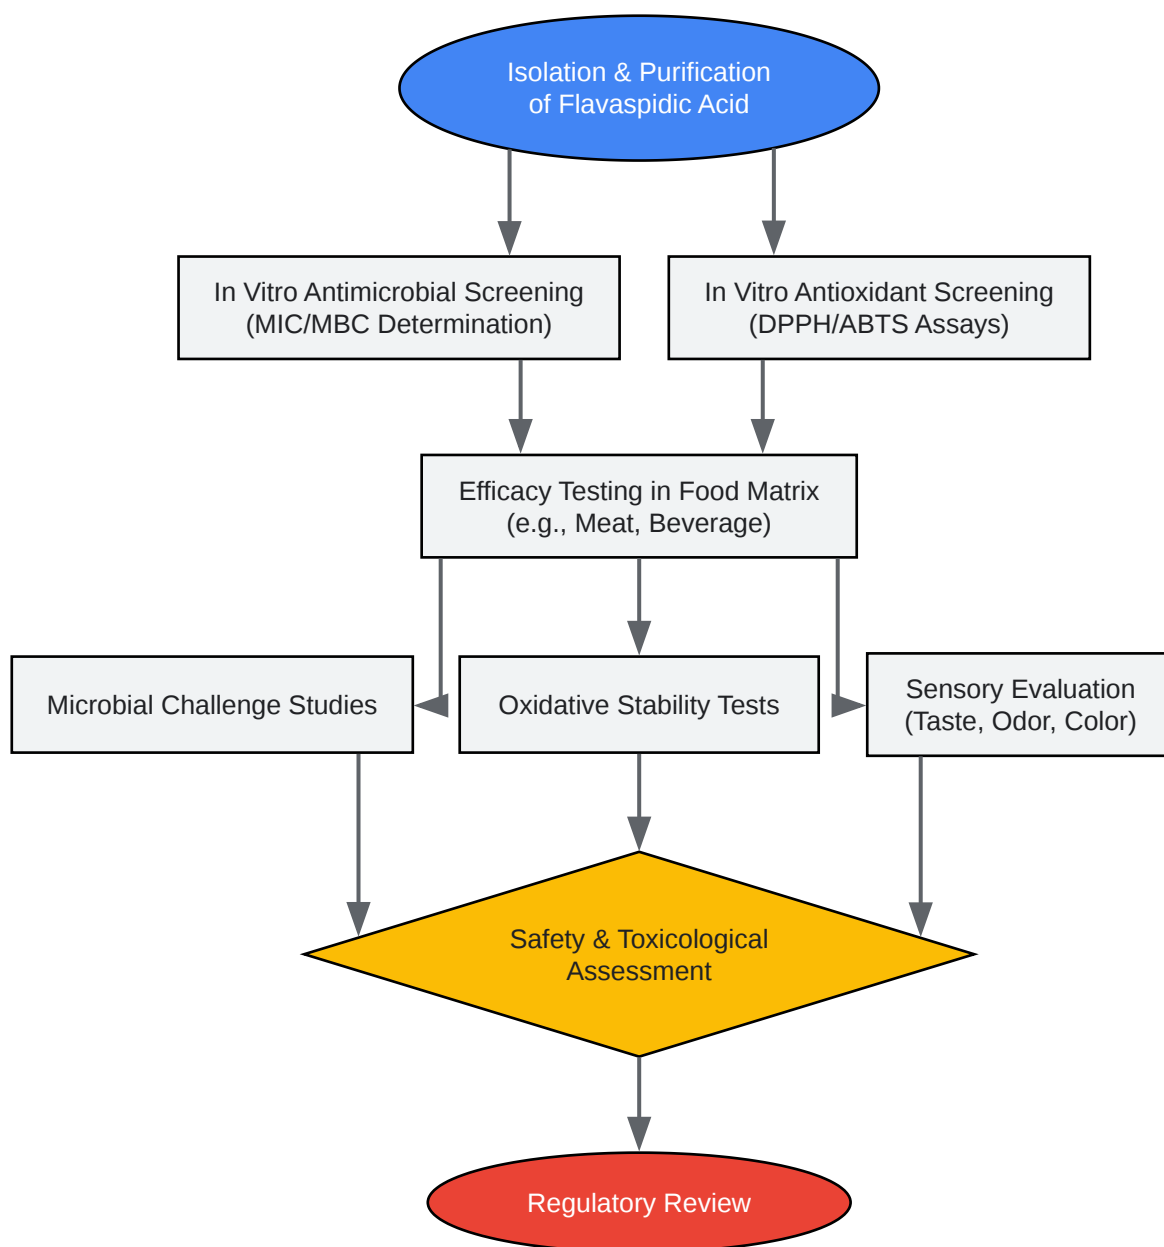 Isolation & Purification
of Flavaspidic Acid
In Vitro Antimicrobial Screening
(MIC/MBC Determination)
In Vitro Antioxidant Screening
(DPPH/ABTS Assays)
Efficacy Testing in Food Matrix
(e.g., Meat, Beverage)
Microbial Challenge Studies
Oxidative Stability Tests
Sensory Evaluation
(Taste, Odor, Color)
Safety & Toxicological
Assessment
Regulatory Review